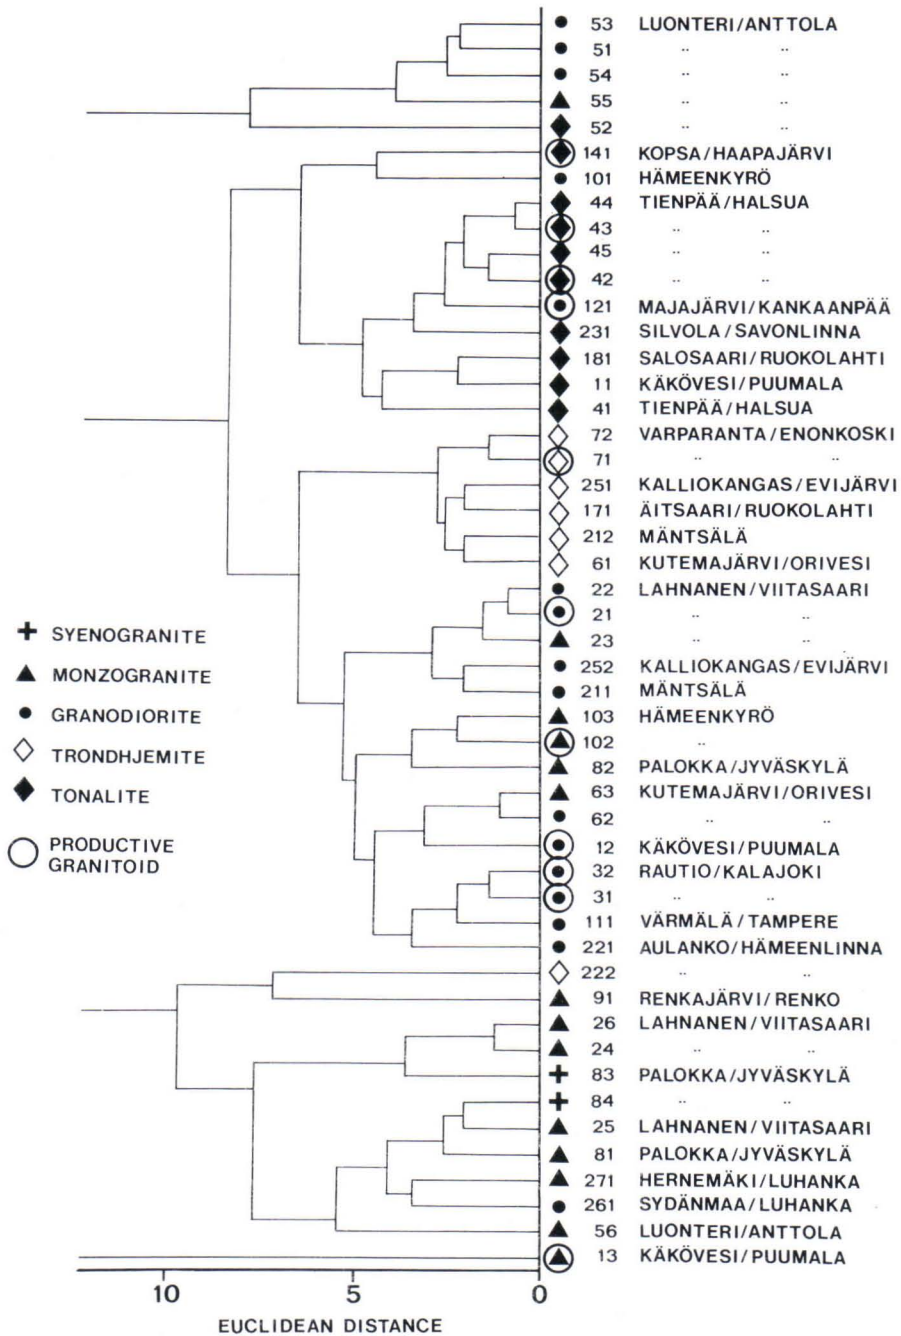 53 LUONTERI/ANTTOLA
51 .. ..
54 .. ..
55 .. ..
52 .. ..
141 KOPSA/HAAPAJÄRVI
101 HÄMEENKYRÖ
44 TIENPÄÄ/HALSUA
43 .. ..
45 .. ..
42 .. ..
121 MAJAJÄRVI/KANKAANPÄÄ
231 SILVOLA/SAVONLINNA
181 SALOSAARI/RUOKOLAHTI
11 KÄKÖVESI/PUUMALA
41 TIENPÄÄ/HALSUA
72 VARPARANTA/ENONKOSKI
71 .. ..
251 KALLIOKANGAS/EVIJÄRVI
171 ÄITSAARI/RUOKOLAHTI
212 MÄNTSÄLÄ
61 KUTEMAJÄRVI/ORIVESI
22 LAHNANEN/VIITASAARI
21 .. ..
23 .. ..
252 KALLIOKANGAS/EVIJÄRVI
211 MÄNTSÄLÄ
103 HÄMEENKYRÖ
102 ..
82 PALOKKA/JYVÄSKYLÄ
63 KUTEMAJÄRVI/ORIVESI
62 .. ..
12 KÄKÖVESI/PUUMALA
32 RAUTIO/KALAJOKI
31 .. ..
111 VÄRMÄLÄ/TAMPERE
221 AULANKO/HÄMEENLINNA
222 .. ..
91 RENKAJÄRVI/RENKO
26 LAHNANEN/VIITASAARI
24 .. ..
83 PALOKKA/JYVÄSKYLÄ
84 .. ..
25 LAHNANEN/VIITASAARI
81 PALOKKA/JYVÄSKYLÄ
271 HERNEMÄKI/LUHANKA
261 SYDÄNMAA/LUHANKA
56 LUONTERI/ANTTOLA
13 KÄKÖVESI/PUUMALA
SYENOGRANITE
MONZOGRANITE
GRANODIORITE
TRONDHJEMITE
TONALITE
PRODUCTIVE
GRANITOID
10 5 0
EUCLIDEAN DISTANCE